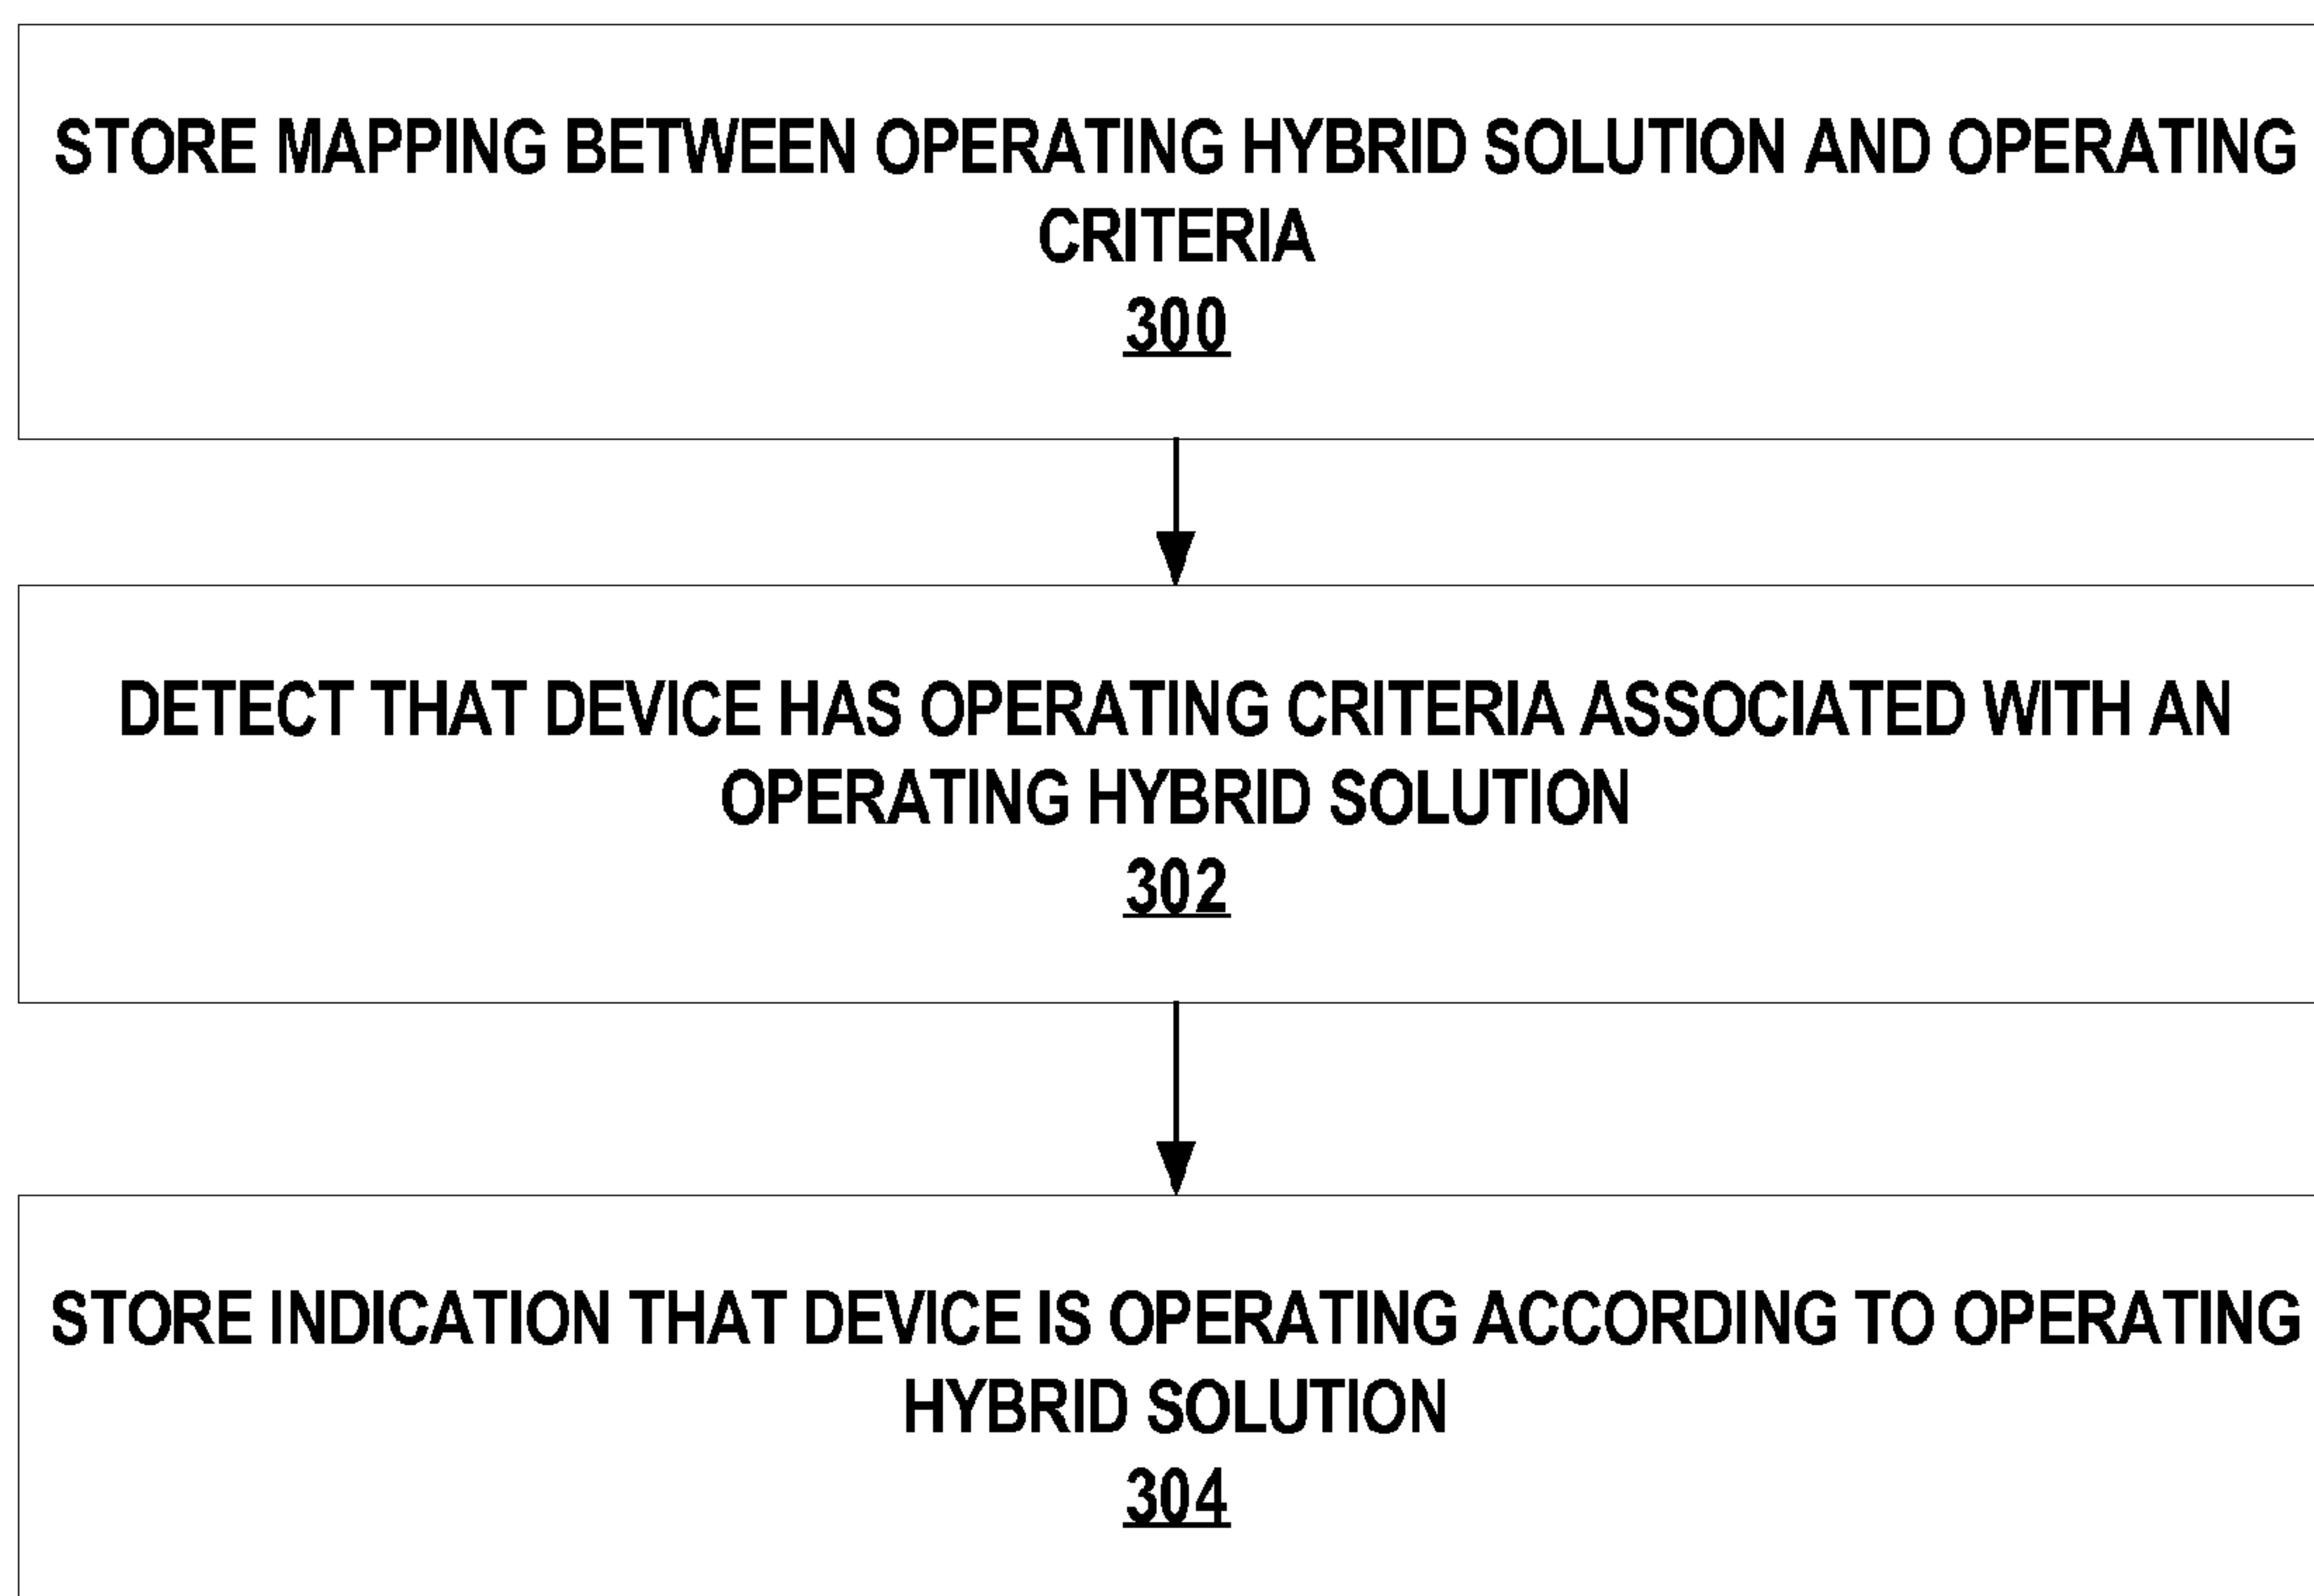 STORE MAPPING BETWEEN OPERATING HYBRID SOLUTION AND OPERATING
CRITERIA
300
DETECT THAT DEVICE HAS OPERATING CRITERIA ASSOCIATED WITH AN
OPERATING HYBRID SOLUTION
302
STORE INDICATION THAT DEVICE IS OPERATING ACCORDING TO OPERATING
HYBRID SOLUTION
304